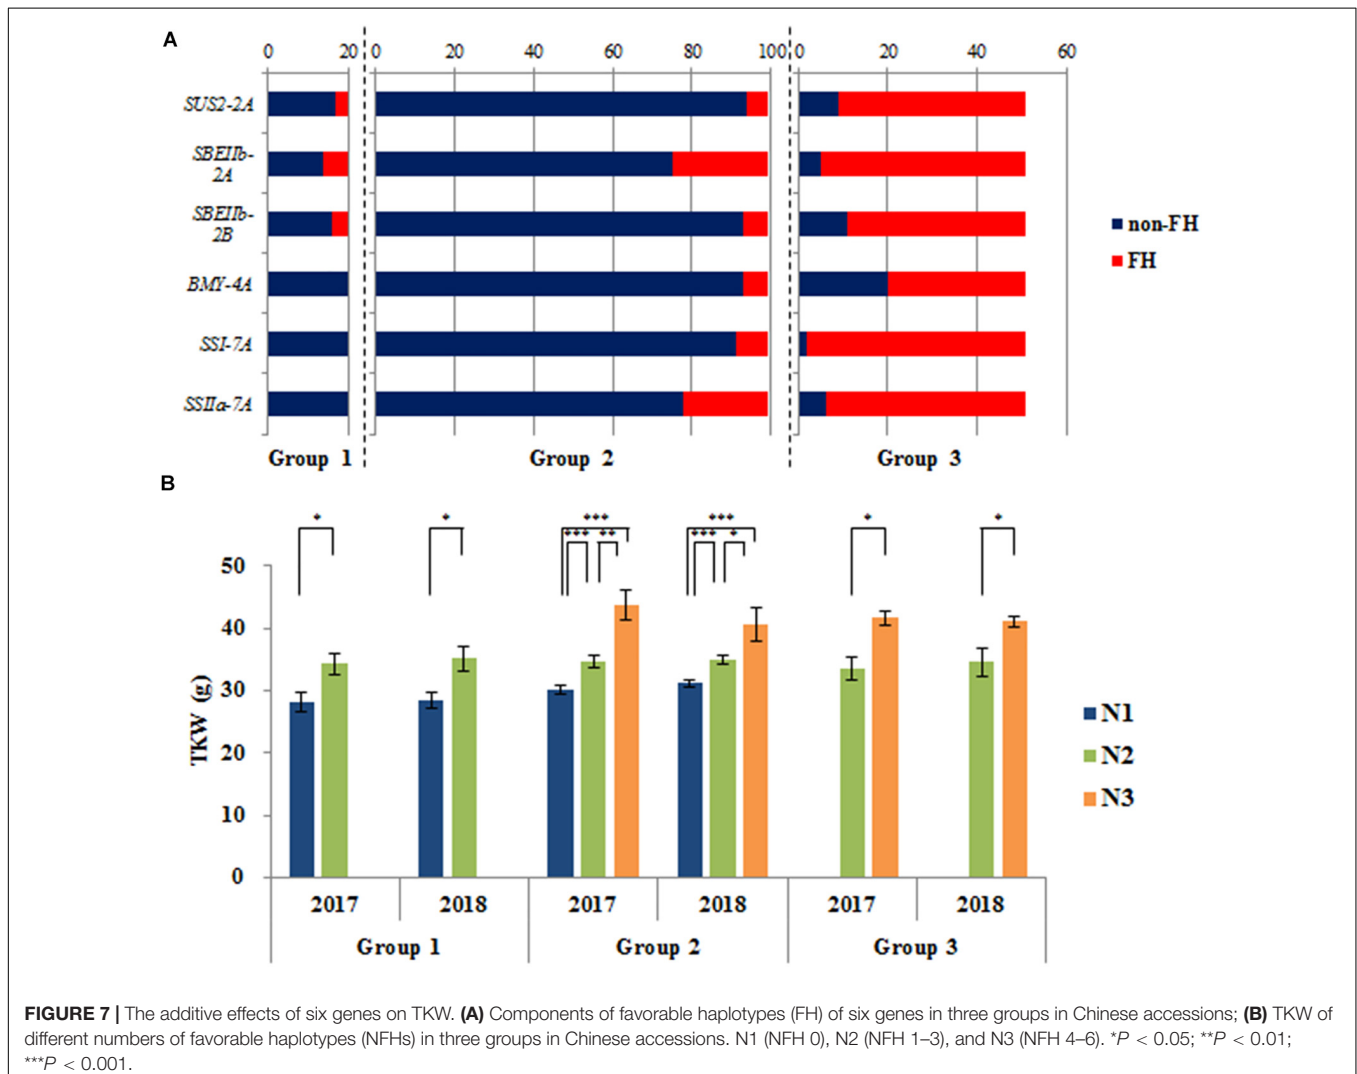 A
0 20 0 20 40 60 80 100 0 20 40 60
SUS2-2A
SBEIIb-
2A
SBEIIb-
2B
BMY-4A
SSI-7A
SSIIa-7A
non-FH
FH
Group 1 Group 2 Group 3
B
* * *** *** ** *** *** * * *
TKW (g)
50
40
30
20
10
0
N1
N2
N3
2017 2018 2017 2018 2017 2018
Group 1 Group 2 Group 3
FIGURE 7 | The additive effects of six genes on TKW. (A) Components of favorable haplotypes (FH) of six genes in three groups in Chinese accessions; (B) TKW of
different numbers of favorable haplotypes (NFHs) in three groups in Chinese accessions. N1 (NFH 0), N2 (NFH 1–3), and N3 (NFH 4–6). *P < 0.05; **P < 0.01;
***P < 0.001.